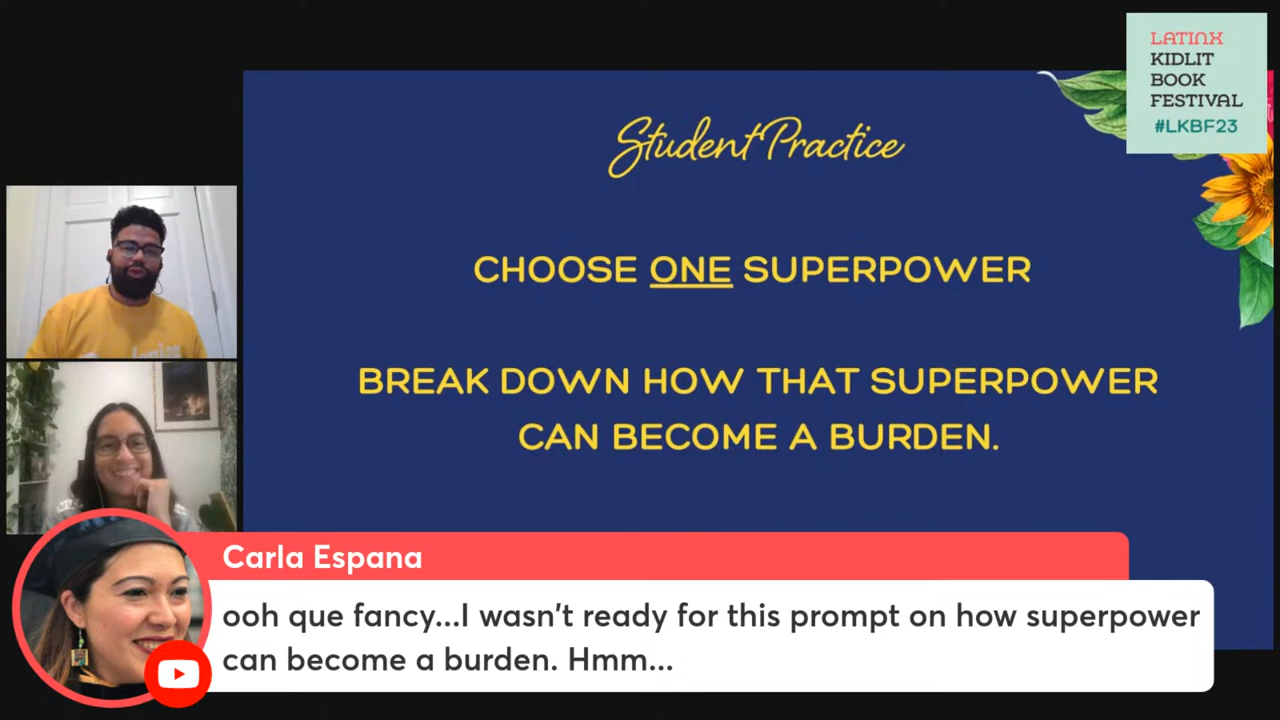 LATINX
KIDLIT
BOOK
FESTIVAL
#LKBF23
Student Practice
CHOOSE ONE SUPERPOWER
BREAK DOWN HOW THAT SUPERPOWER
CAN BECOME A BURDEN.
Carla Espana
ooh que fancy...I wasn't ready for this prompt on how superpower
can become a burden. Hmm...